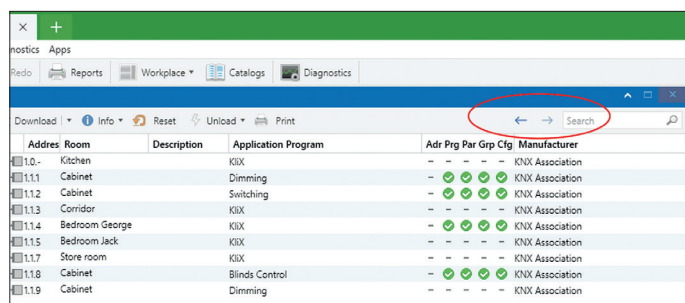 × +
nostics Apps
Redo Reports Workplace Catalogs Diagnostics
Download Info Reset Unload Print Search
Addres Room Description Application Program Adr Prg Par Grp Cfg Manufacturer
1.0.- Kitchen KliX - - - - - KNX Association
1.1.1 Cabinet Dimming - KNX Association
1.1.2 Cabinet Switching - KNX Association
1.1.3 Corridor KliX - - - - - KNX Association
1.1.4 Bedroom George KliX - KNX Association
1.1.5 Bedroom Jack KliX - - - - - KNX Association
1.1.7 Store room KliX - - - - - KNX Association
1.1.8 Cabinet Blinds Control - KNX Association
1.1.9 Cabinet Dimming - - - - - KNX Association